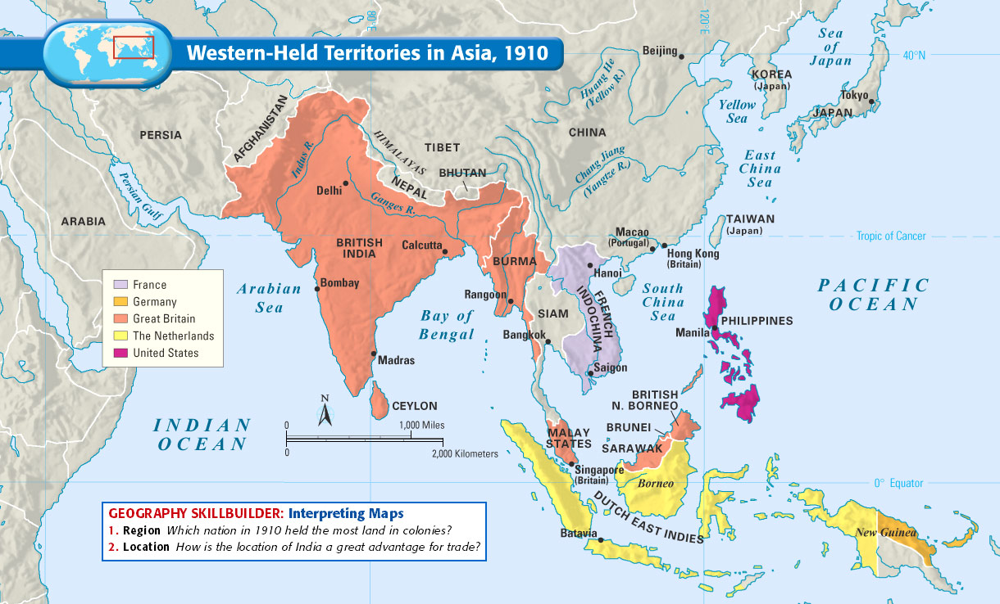 Western-Held Territories in Asia, 1910
80°E
120°E
40°N
Sea
of
Japan
Beijing
KOREA
(Japan)
Huang He
(Yellow R.)
Tokyo
JAPAN
Yellow
Sea
AFGHANISTAN
PERSIA
CHINA
HIMALAYAS
TIBET
Indus R.
Chang Jiang
(Yangtze R.)
East
China
Sea
BHUTAN
NEPAL
Delhi
Ganges R.
Persian Gulf
ARABIA
TAIWAN
(Japan)
Macao
(Portugal)
Tropic of Cancer
BRITISH
INDIA
Calcutta
Hong Kong
(Britain)
BURMA
Hanoi
France
Germany
Great Britain
The Netherlands
United States
Arabian
Sea
Bombay
Rangoon
South
China
Sea
PACIFIC
OCEAN
FRENCH
INDOCHINA
SIAM
Bay of
Bengal
Bangkok
PHILIPPINES
Manila
Madras
Saigon
BRITISH
N. BORNEO
CEYLON
N
INDIAN
OCEAN
0
1,000 Miles
0
2,000 Kilometers
MALAY
STATES
BRUNEI
SARAWAK
Singapore
(Britain)
Borneo
0° Equator
DUTCH EAST INDIES
Batavia
New Guinea
GEOGRAPHY SKILLBUILDER: Interpreting Maps
1. Region Which nation in 1910 held the most land in colonies?
2. Location How is the location of India a great advantage for trade?